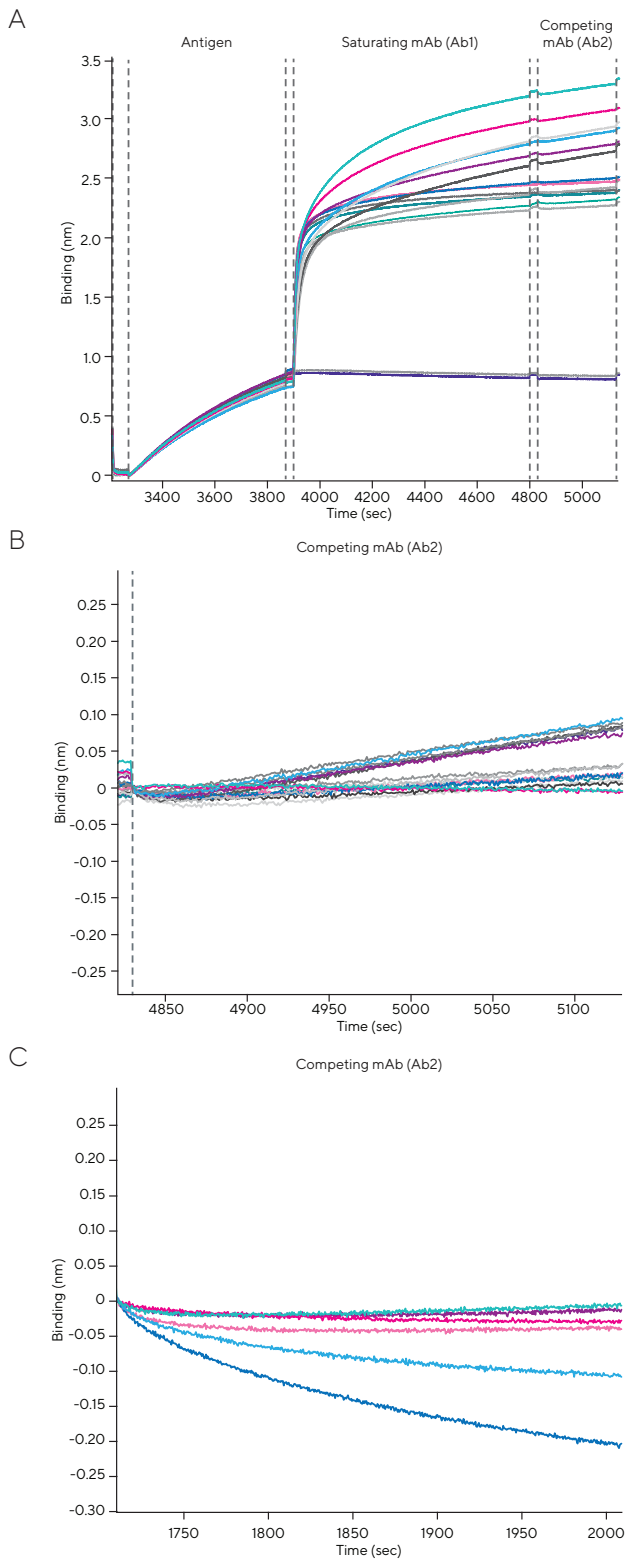 A
Antigen
Saturating mAb (Ab1)
Competing
mAb (Ab2)
3.5
3.0
2.5
2.0
1.5
1.0
0.5
0
Binding (nm)
3400 3600 3800 4000 4200 4400 4600 4800 5000
Time (sec)
B
Competing mAb (Ab2)
0.25
0.20
0.15
0.10
0.05
0
-0.05
-0.10
-0.15
-0.20
-0.25
Binding (nm)
4850 4900 4950 5000 5050 5100
Time (sec)
C
Competing mAb (Ab2)
0.25
0.20
0.15
0.10
0.05
0
-0.05
-0.10
-0.15
-0.20
-0.25
-0.30
Binding (nm)
1750 1800 1850 1900 1950 2000
Time (sec)